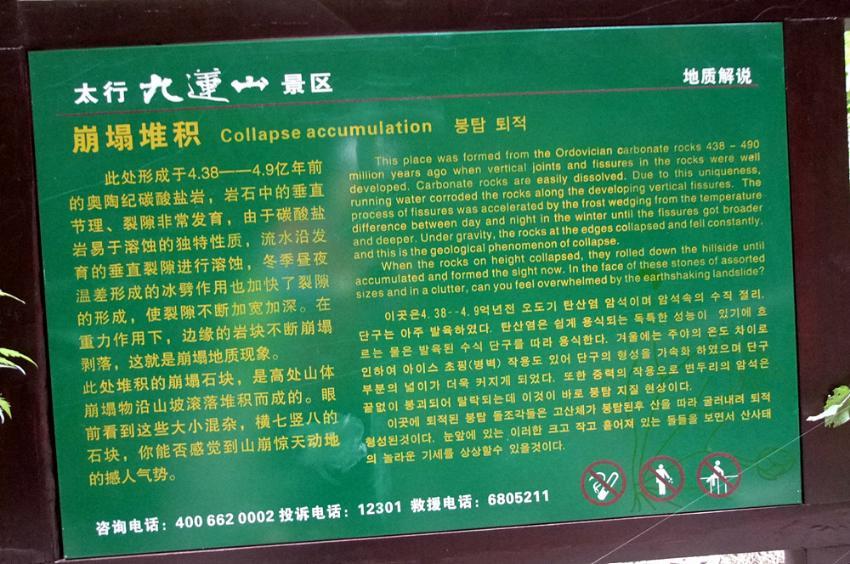 太行 九莲山 景区
地质解说
崩塌堆积 Collapse accumulation 붕탑 퇴적
此处形成于4.38——4.9亿年前
的奥陶纪碳酸盐岩，岩石中的垂直
节理、裂隙非常发育，由于碳酸盐
岩易于溶蚀的独特性质，流水沿发
育的垂直裂隙进行溶蚀，冬季昼夜
温差形成的冰劈作用也加快了裂隙
的形成，使裂隙不断加宽加深。在
重力作用下，边缘的岩块不断崩塌
剥落，这就是崩塌地质现象。
此处堆积的崩塌石块，是高处山体
崩塌物沿山坡滚落堆积而成的。眼
前看到这些大小混杂，横七竖八的
石块，你能否感觉到山崩惊天动地
的撼人气势。
This place was formed from the Ordovician carbonate rocks 438 - 490
million years ago when vertical joints and fissures in the rocks were well
developed. Carbonate rocks are easily dissolved. Due to this uniqueness,
running water corroded the rocks along the developing vertical fissures. The
process of fissures was accelerated by the frost wedging from the temperature
difference between day and night in the winter until the fissures got broader
and deeper. Under gravity, the rocks at the edges collapsed and fell constantly,
and this is the geological phenomenon of collapse.
When the rocks on height collapsed, they rolled down the hillside until
accumulated and formed the sight now. In the face of these stones of assorted
sizes and in a clutter, can you feel overwhelmed by the earthshaking landslide?
이곳은4.38--4.9억년전 오도기 탄산염 암석이며 암석속의 수직 절리.
단구는 아주 발육하였다. 탄산염은 쉽게 용식되는 독특한 성능이 있기에 흐
르는 물은 발육된 수식 단구를 따라 용식한다. 겨울에는 주야의 온도 차이로
인하여 아이스 초핑(병벽) 작용도 있어 단구의 형성을 가속화 하였으며 단구
부분의 넓이가 더욱 커지게 되었다. 또한 중력의 작용으로 변두리의 암석은
끝없이 붕괴되어 탈락되는데 이것이 바로 붕탑 지질 현상이다.
이곳에 퇴적된 붕탑 돌조각들은 고산체가 붕탑된후 산을 따라 굴러내려 퇴적
형성된것이다. 눈앞에 있는 이러한 크고 작고 흩어져 있는 돌들을 보면서 산사태
의 놀라운 기세를 상상할수 있을것이다.
咨询电话：400 662 0002 投诉电话：12301 救援电话：6805211